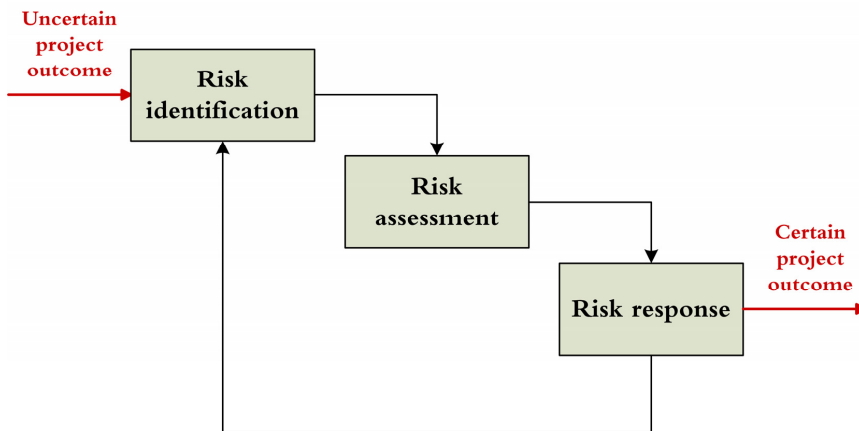 Uncertain
project
outcome
Risk
identification
Risk
assessment
Certain
project
outcome
Risk response